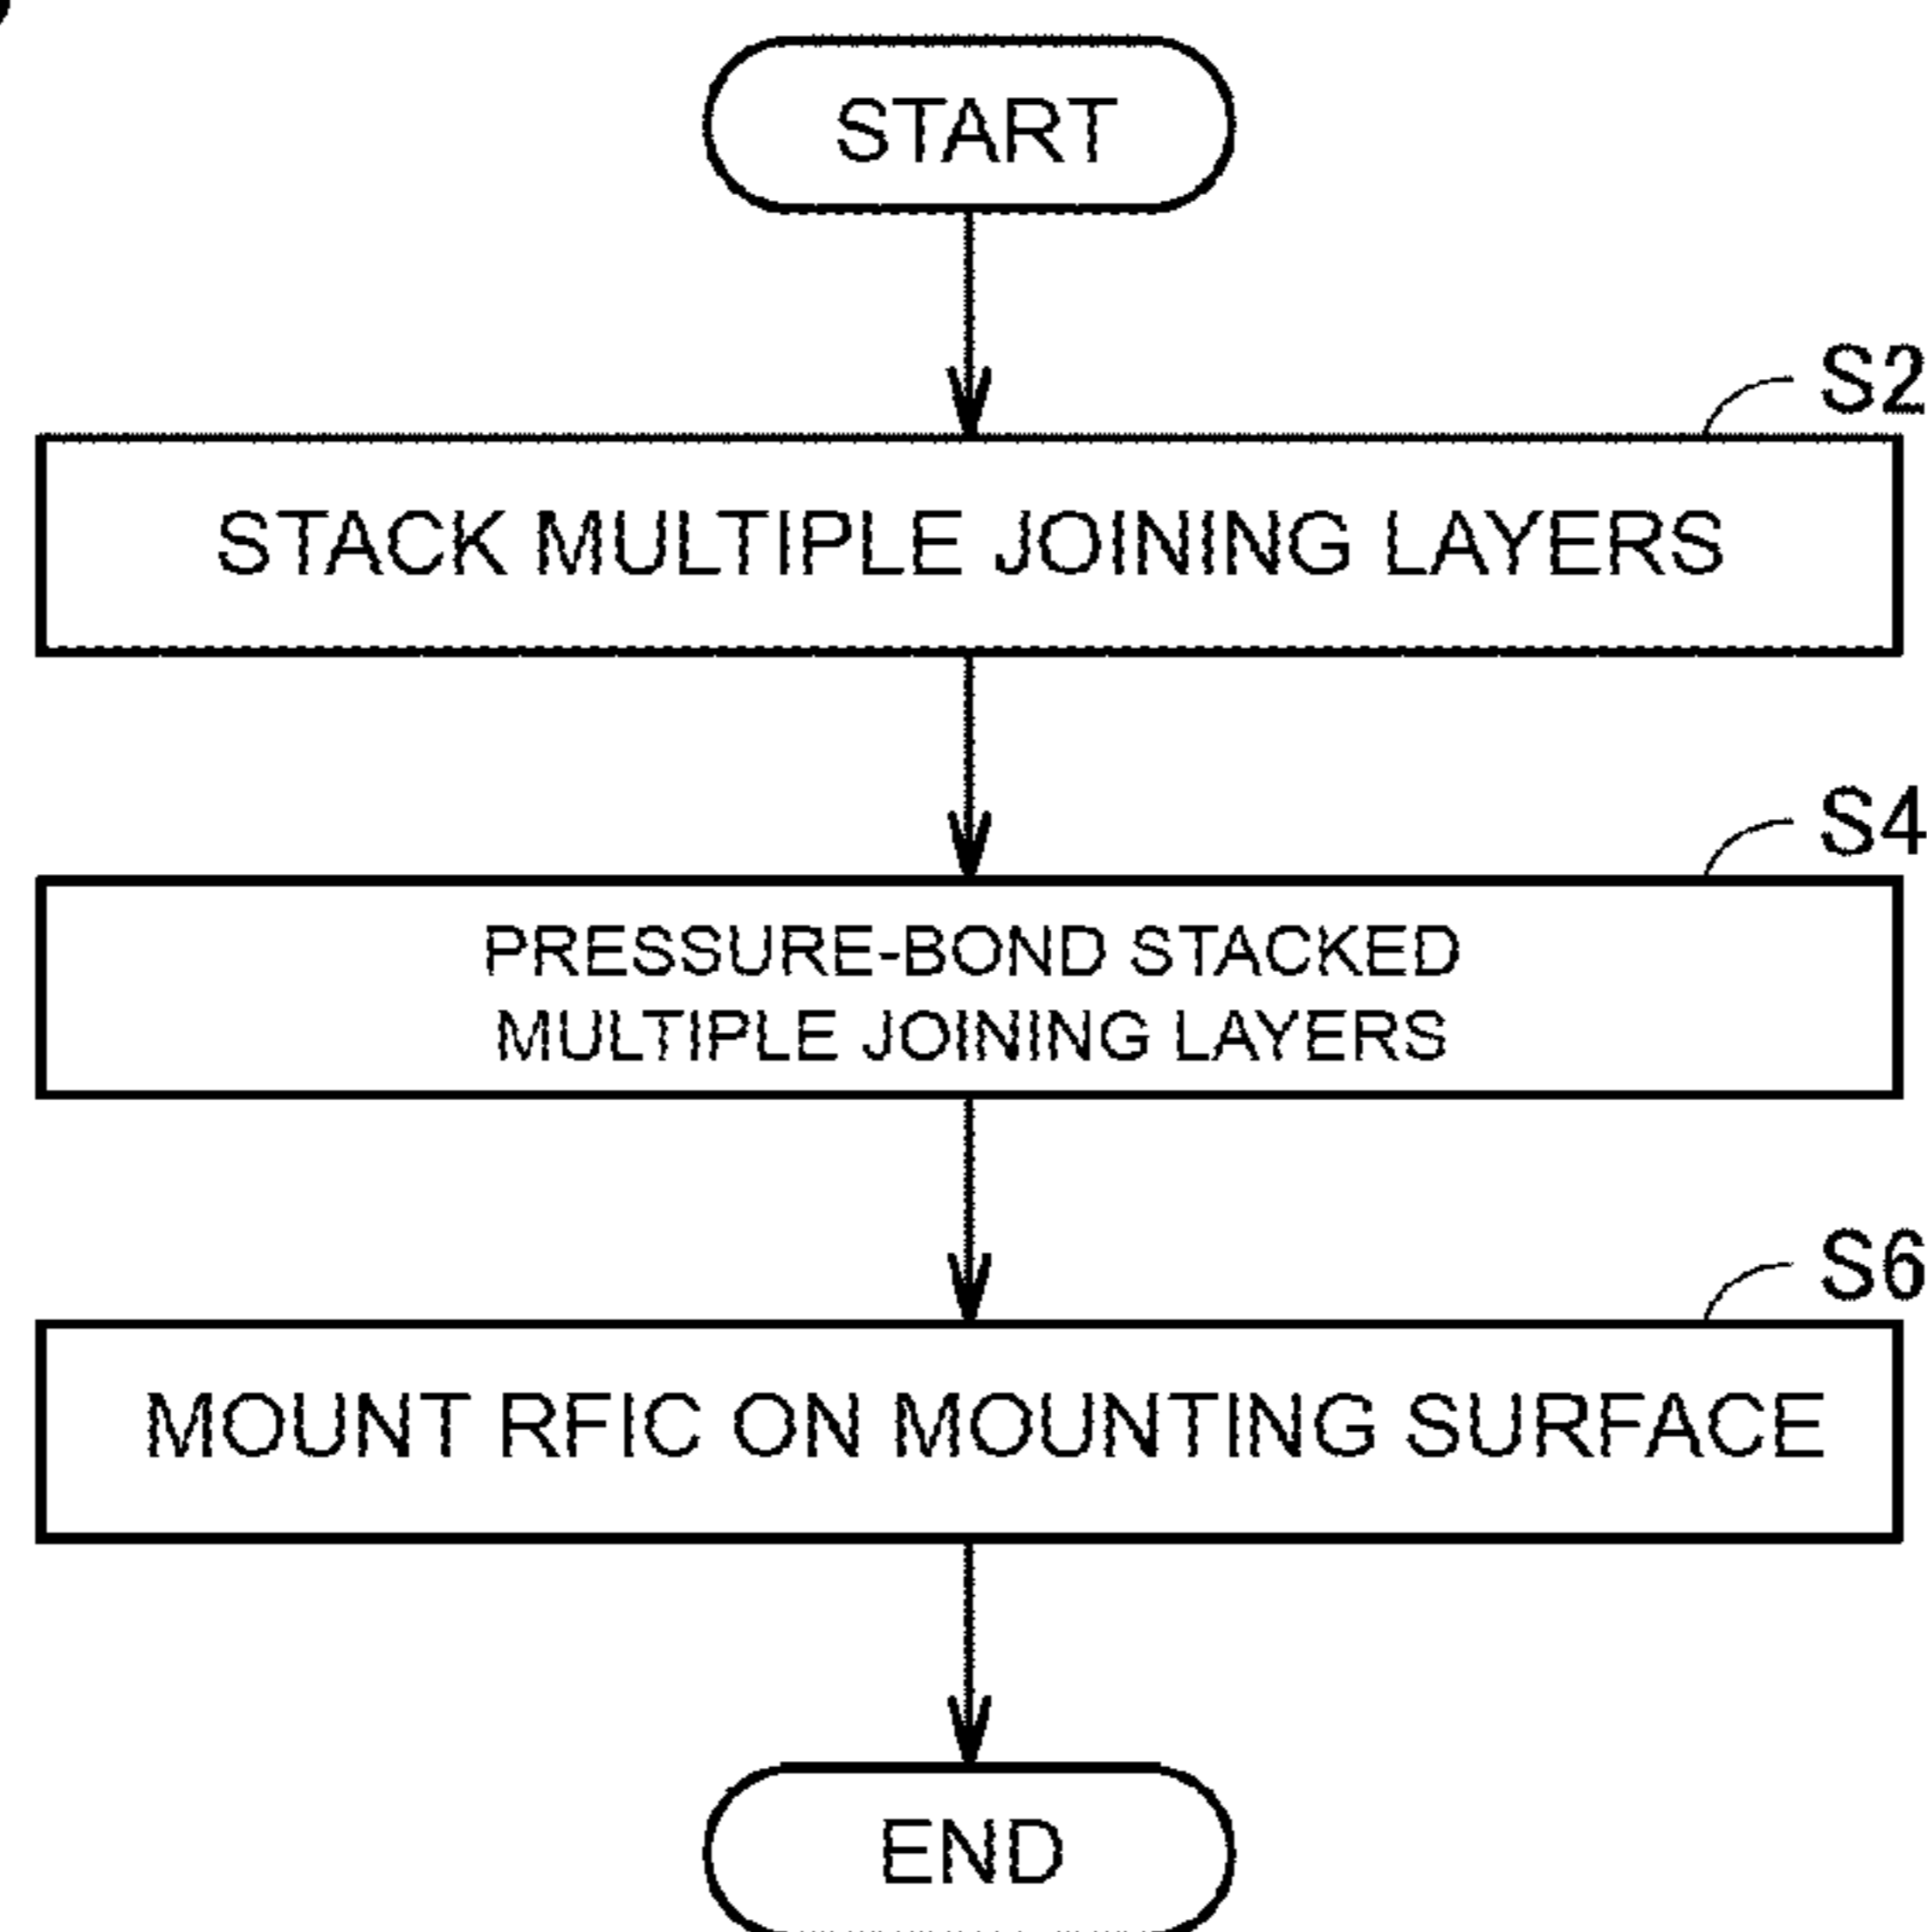 START
S2
STACK MULTIPLE JOINING LAYERS
S4
PRESSURE-BOND STACKED
MULTIPLE JOINING LAYERS
S6
MOUNT RFIC ON MOUNTING SURFACE
END